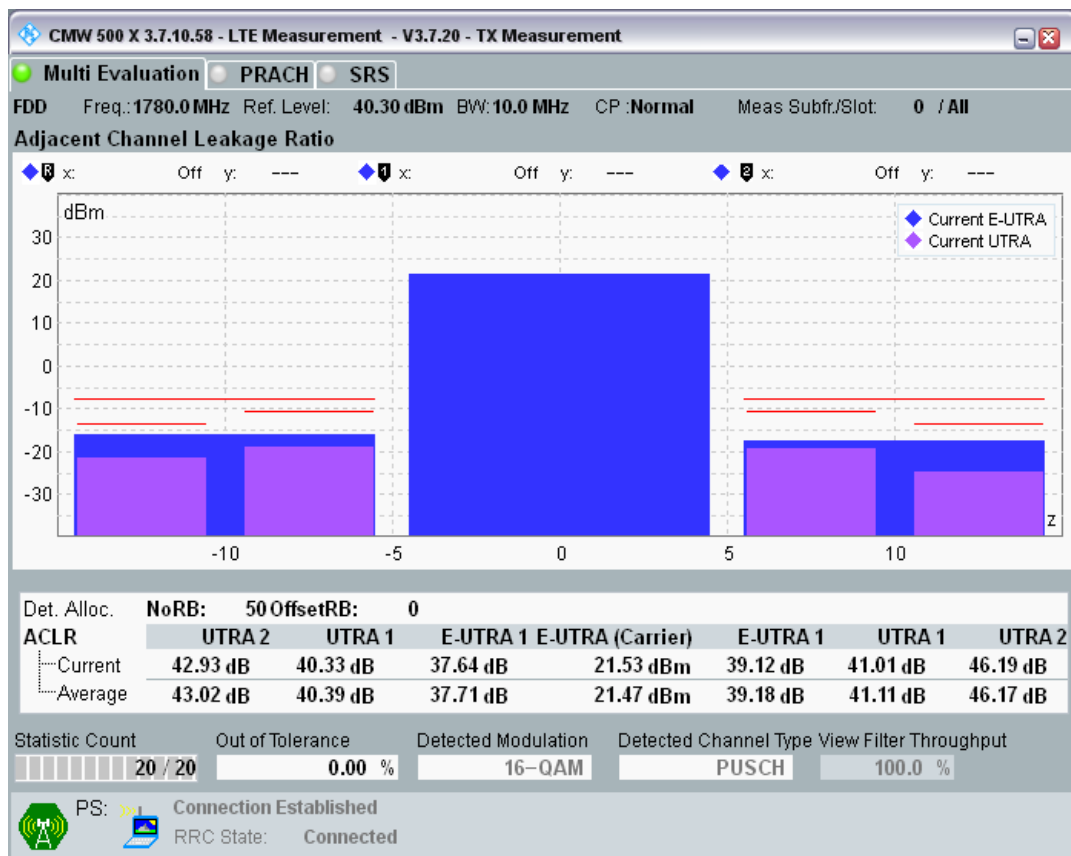 CMW 500 X 3.7.10.58 - LTE Measurement - V3.7.20 - TX Measurement
Multi Evaluation PRACH SRS
FDD Freq.:1780.0 MHz Ref. Level: 40.30 dBm BW:10.0 MHz CP :Normal Meas Subfr./Slot: 0 / All
Adjacent Channel Leakage Ratio
R x: Off y: --- 1 x: Off y: --- 2 x: Off y: ---
dBm
Current E-UTRA
Current UTRA
30
20
10
0
-10
-20
-30
z
-10 -5 0 5 10
Det. Alloc. NoRB: 50 OffsetRB: 0
ACLR UTRA 2 UTRA 1 E-UTRA 1 E-UTRA (Carrier) E-UTRA 1 UTRA 1 UTRA 2
Current 42.93 dB 40.33 dB 37.64 dB 21.53 dBm 39.12 dB 41.01 dB 46.19 dB
Average 43.02 dB 40.39 dB 37.71 dB 21.47 dBm 39.18 dB 41.11 dB 46.17 dB
Statistic Count Out of Tolerance Detected Modulation Detected Channel Type View Filter Throughput
20 / 20 0.00 % 16-QAM PUSCH 100.0 %
PS: Connection Established
RRC State: Connected